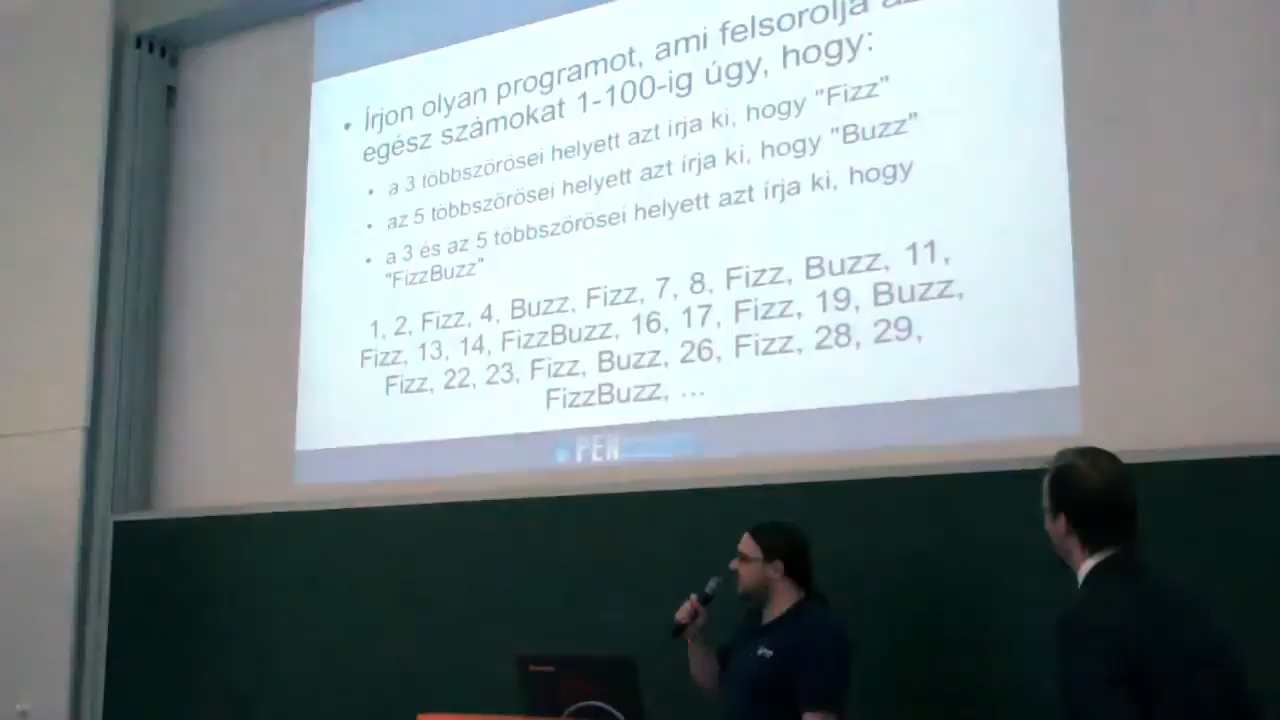 • Írjon olyan programot, ami felsorolja az
egész számokat 1-100-ig úgy, hogy:
• a 3 többszörösei helyett azt írja ki, hogy "Fizz"
• az 5 többszörösei helyett azt írja ki, hogy "Buzz"
• a 3 és az 5 többszörösei helyett azt írja ki, hogy
"FizzBuzz"
1, 2, Fizz, 4, Buzz, Fizz, 7, 8, Fizz, Buzz, 11,
Fizz, 13, 14, FizzBuzz, 16, 17, Fizz, 19, Buzz,
Fizz, 22, 23, Fizz, Buzz, 26, Fizz, 28, 29,
FizzBuzz, ...